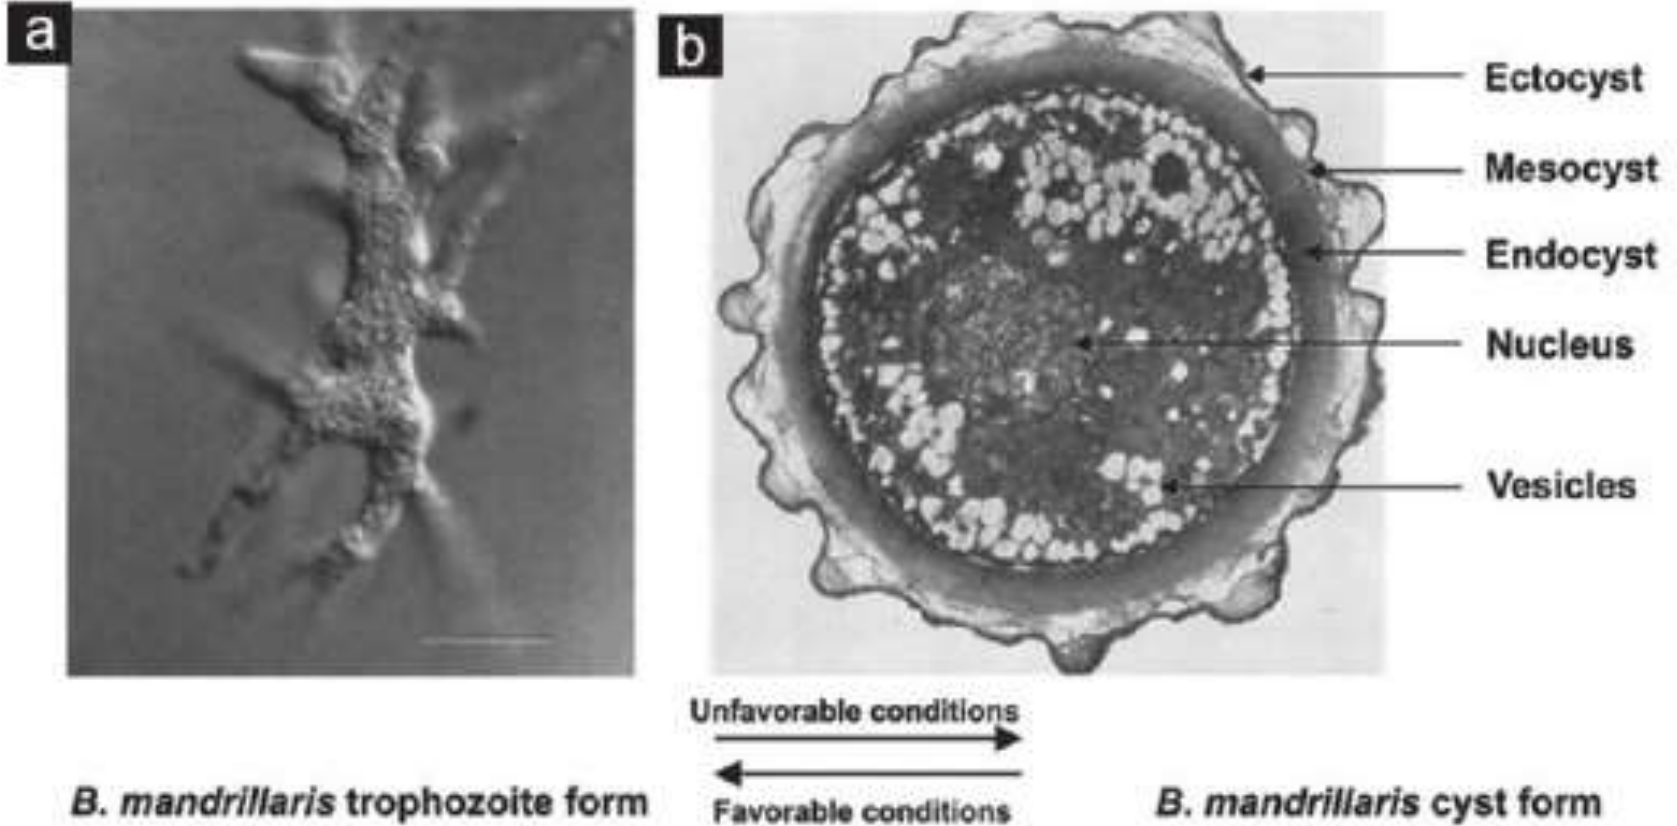 a
b
Ectocyst
Mesocyst
Endocyst
Nucleus
Vesicles
Unfavorable conditions
Favorable conditions
B. mandrillaris trophozoite form
B. mandrillaris cyst form